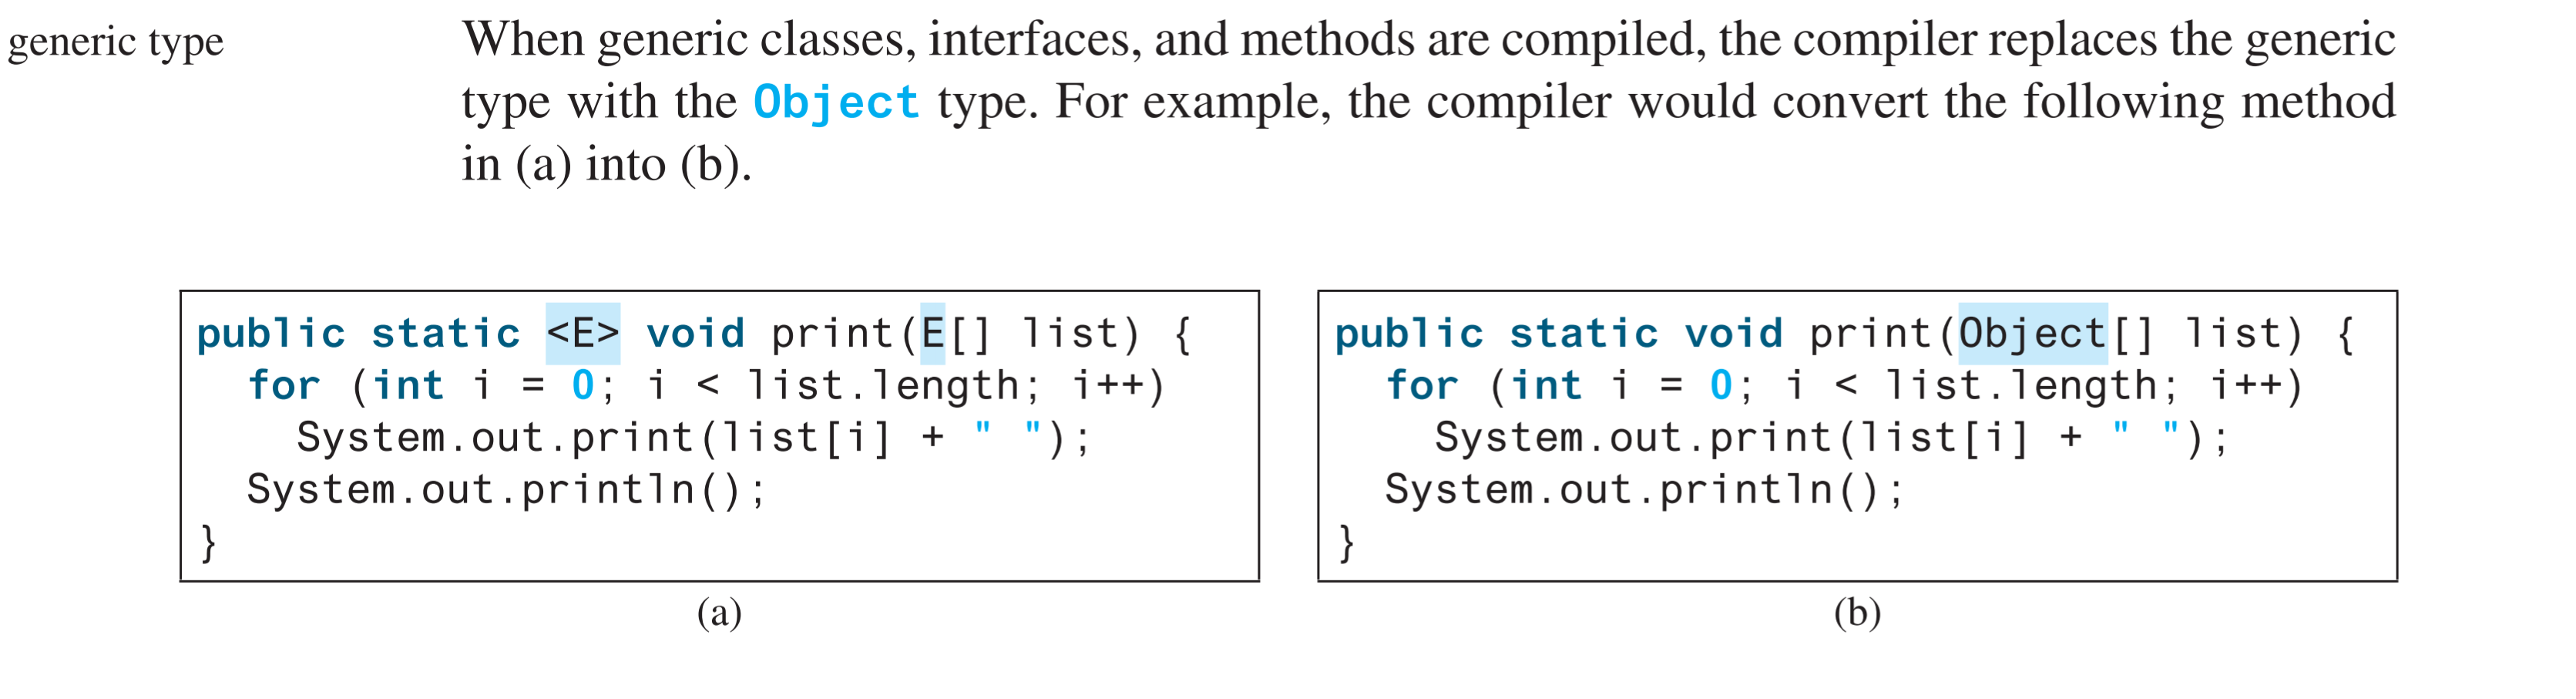 generic type
When generic classes, interfaces, and methods are compiled, the compiler replaces the generic
type with the Object type. For example, the compiler would convert the following method
in (a) into (b).
public static <E> void print(E[] list) {
  for (int i = 0; i < list.length; i++)
    System.out.print(list[i] + " ");
  System.out.println();
}
(a)
public static void print(Object[] list) {
  for (int i = 0; i < list.length; i++)
    System.out.print(list[i] + " ");
  System.out.println();
}
(b)